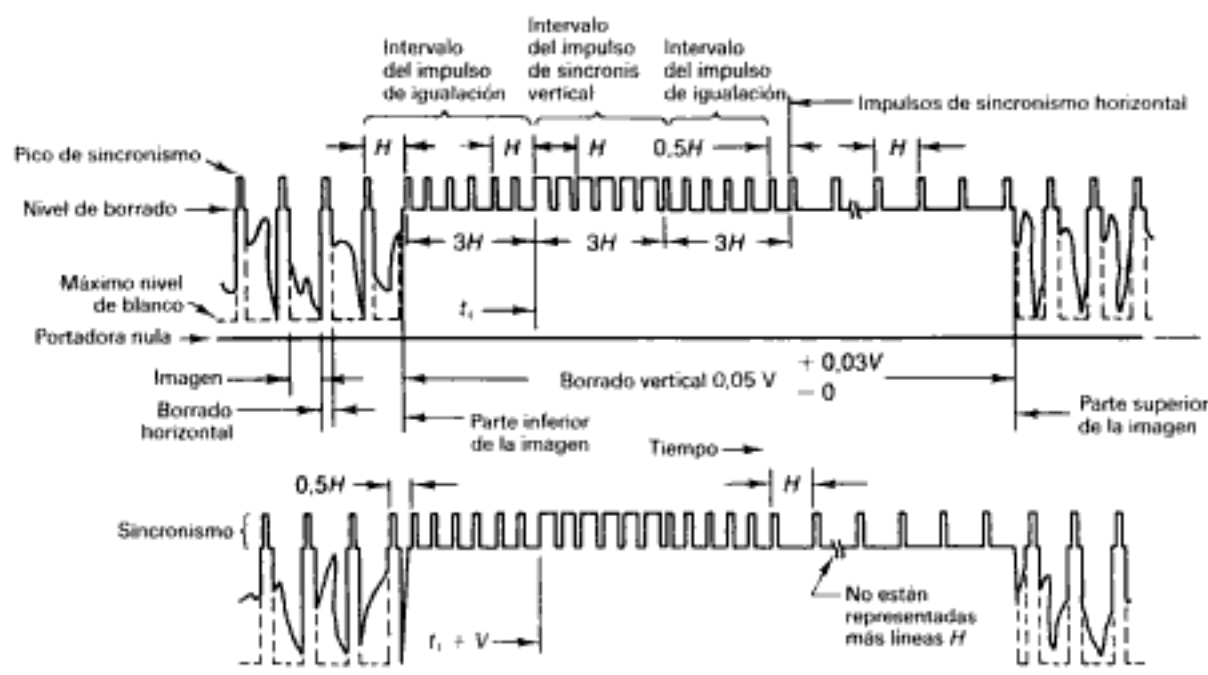 Intervalo
del impulso
de igualación
Intervalo
del impulso
de sincronis
vertical
Intervalo
del impulso
de igualación
Impulsos de sincronismo horizontal
H
H
H
0,5H
H
Pico de sincronismo
Nivel de borrado
3H
3H
3H
Máximo nivel
de blanco
t₁
Portadora nula
Imagen
Borrado vertical 0,05 V
+ 0,03V
− 0
Borrado
horizontal
Parte inferior
de la imagen
Parte superior
de la imagen
Tiempo
0,5H
H
Sincronismo
No están
representadas
más lineas H
t₁ + V